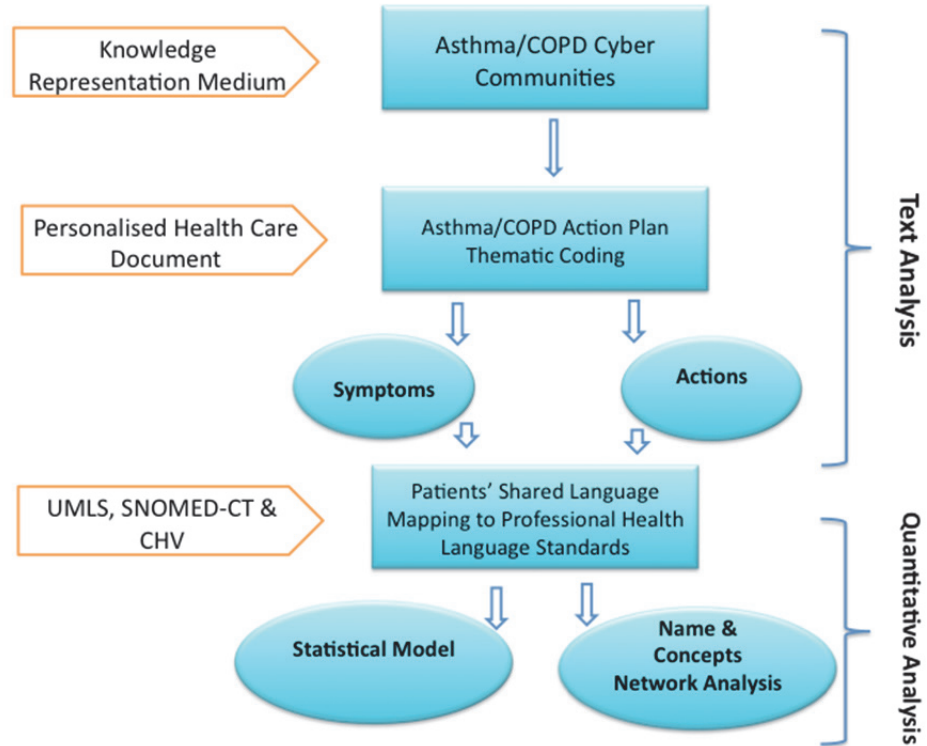 Knowledge
Representation Medium
Asthma/COPD Cyber
Communities
Personalised Health Care
Document
Asthma/COPD Action Plan
Thematic Coding
Text Analysis
Symptoms
Actions
UMLS, SNOMED-CT &
CHV
Patients' Shared Language
Mapping to Professional Health
Language Standards
Quantitative Analysis
Statistical Model
Name &
Concepts
Network Analysis